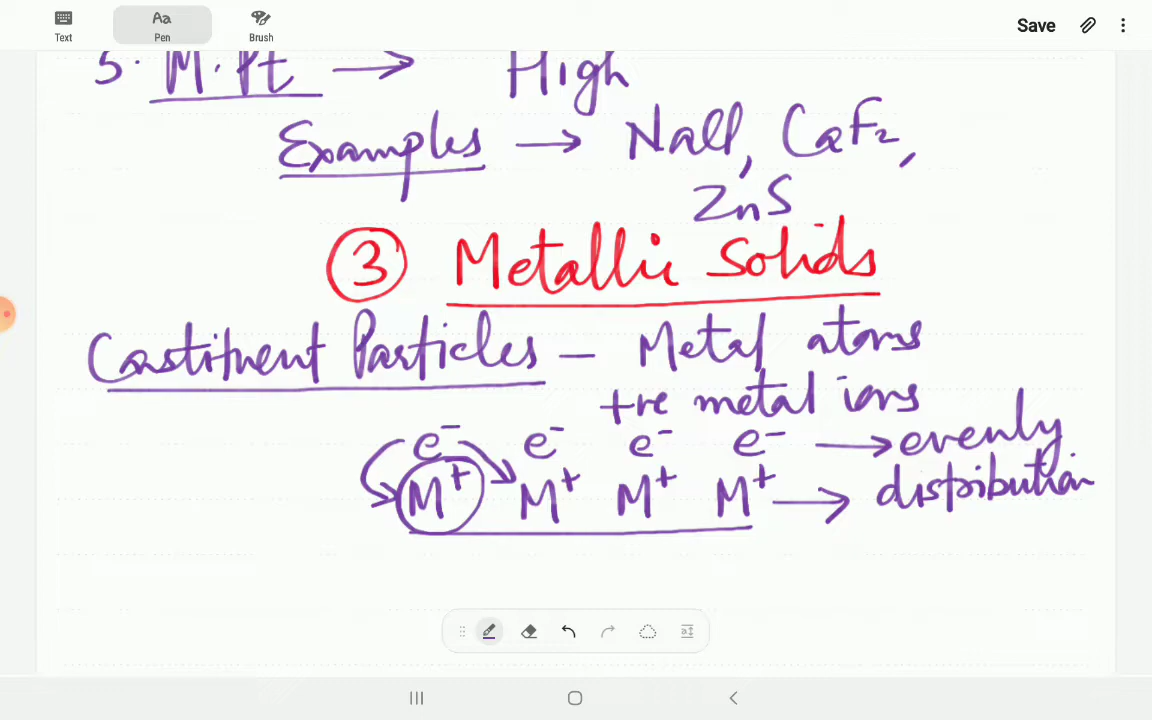 Text
Aa
Pen
Brush
Save
5. M.Pt → High
Examples → NaCl, CaF₂,
ZnS
③ Metallic Solids
Constituent Particles – Metal atoms
+ve metal ions
e⁻ e⁻ e⁻ e⁻ → evenly
M⁺ M⁺ M⁺ M⁺ → distribution